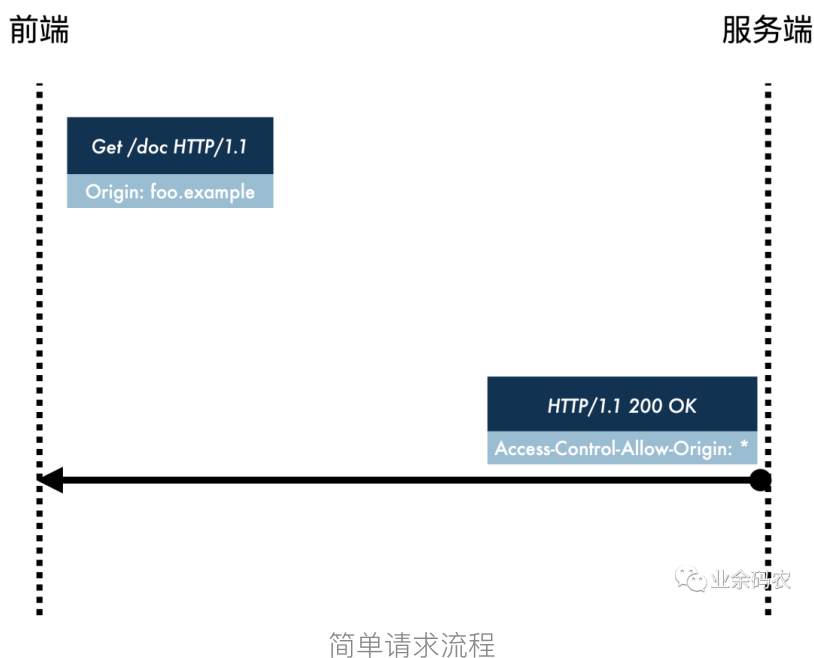 前端
服务端
Get /doc HTTP/1.1
Origin: foo.example
HTTP/1.1 200 OK
Access-Control-Allow-Origin: *
业余码农
简单请求流程